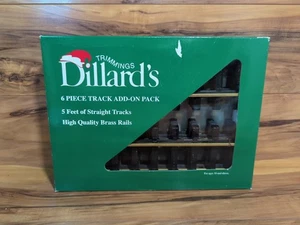 TRIMMINGS
Dillard's
6 PIECE TRACK ADD-ON PACK
5 Feet of Straight Tracks
High Quality Brass Rails